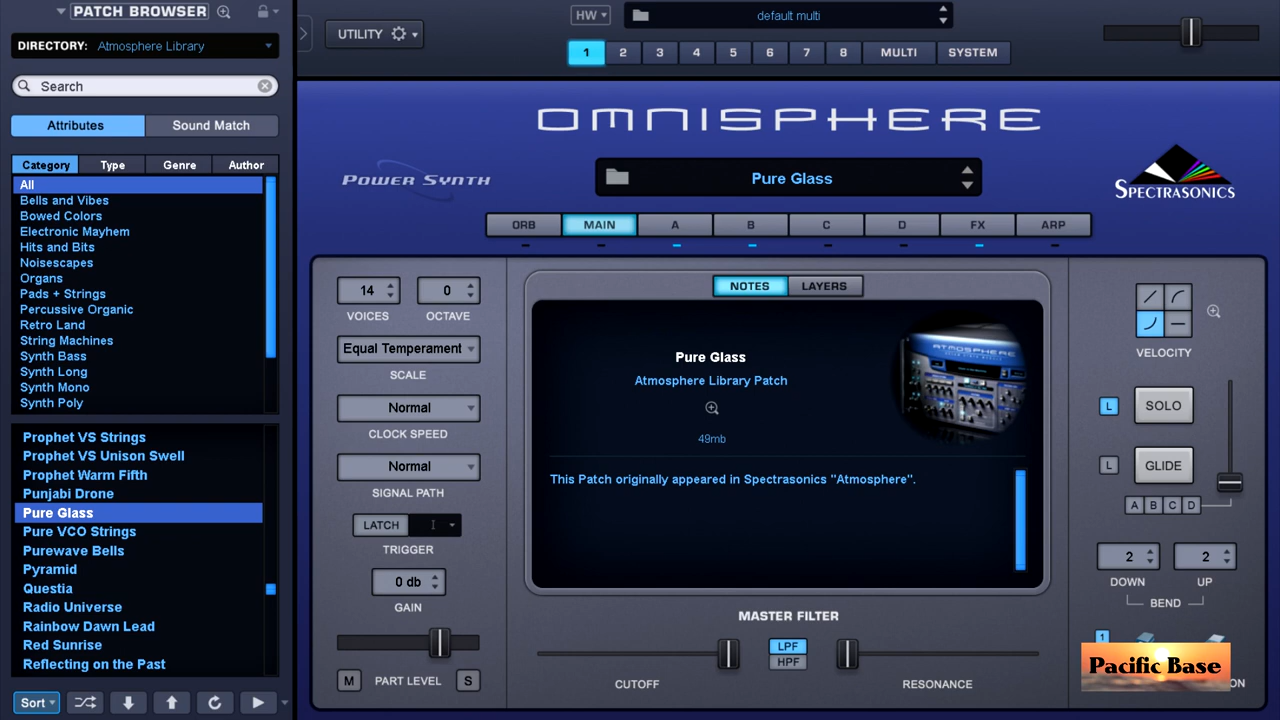 PATCH BROWSER
DIRECTORY: Atmosphere Library
Search
Attributes
Sound Match
Category
Type
Genre
Author
All
Bells and Vibes
Bowed Colors
Electronic Mayhem
Hits and Bits
Noisescapes
Organs
Pads + Strings
Percussive Organic
Retro Land
String Machines
Synth Bass
Synth Long
Synth Mono
Synth Poly
Prophet VS Strings
Prophet VS Unison Swell
Prophet Warm Fifth
Punjabi Drone
Pure Glass
Pure VCO Strings
Purewave Bells
Pyramid
Questia
Radio Universe
Rainbow Dawn Lead
Red Sunrise
Reflecting on the Past
Sort
UTILITY
HW
default multi
1 2 3 4 5 6 7 8 MULTI SYSTEM
OMNISPHERE
POWER SYNTH
Pure Glass
SPECTRASONICS
ORB MAIN A B C D FX ARP
14
0
VOICES
OCTAVE
Equal Temperament
SCALE
Normal
CLOCK SPEED
Normal
SIGNAL PATH
LATCH
TRIGGER
0 db
GAIN
M PART LEVEL S
NOTES
LAYERS
Pure Glass
Atmosphere Library Patch
49mb
ATMOSPHERE
This Patch originally appeared in Spectrasonics "Atmosphere".
MASTER FILTER
LPF
HPF
CUTOFF
RESONANCE
VELOCITY
L SOLO
L GLIDE
A B C D
2
2
DOWN
UP
BEND
1
Pacific Base